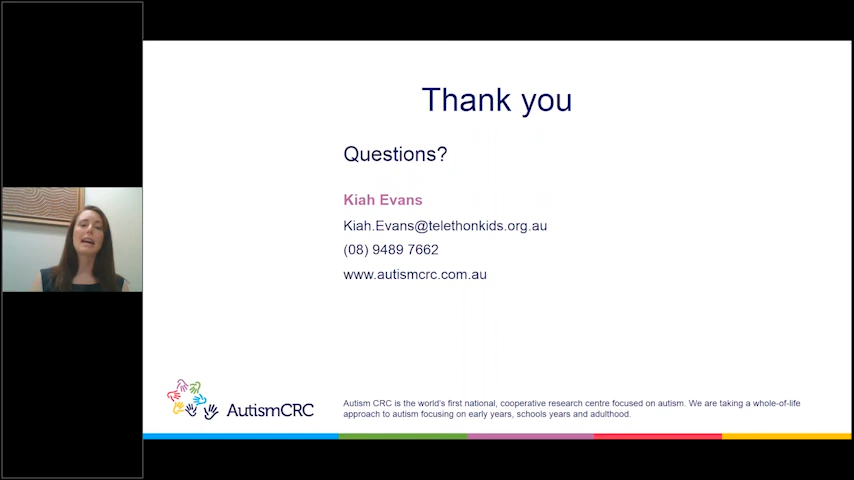 Thank you
Questions?
Kiah Evans
Kiah.Evans@telethonkids.org.au
(08) 9489 7662
www.autismcrc.com.au
AutismCRC
Autism CRC is the world's first national, cooperative research centre focused on autism. We are taking a whole-of-life
approach to autism focusing on early years, schools years and adulthood.